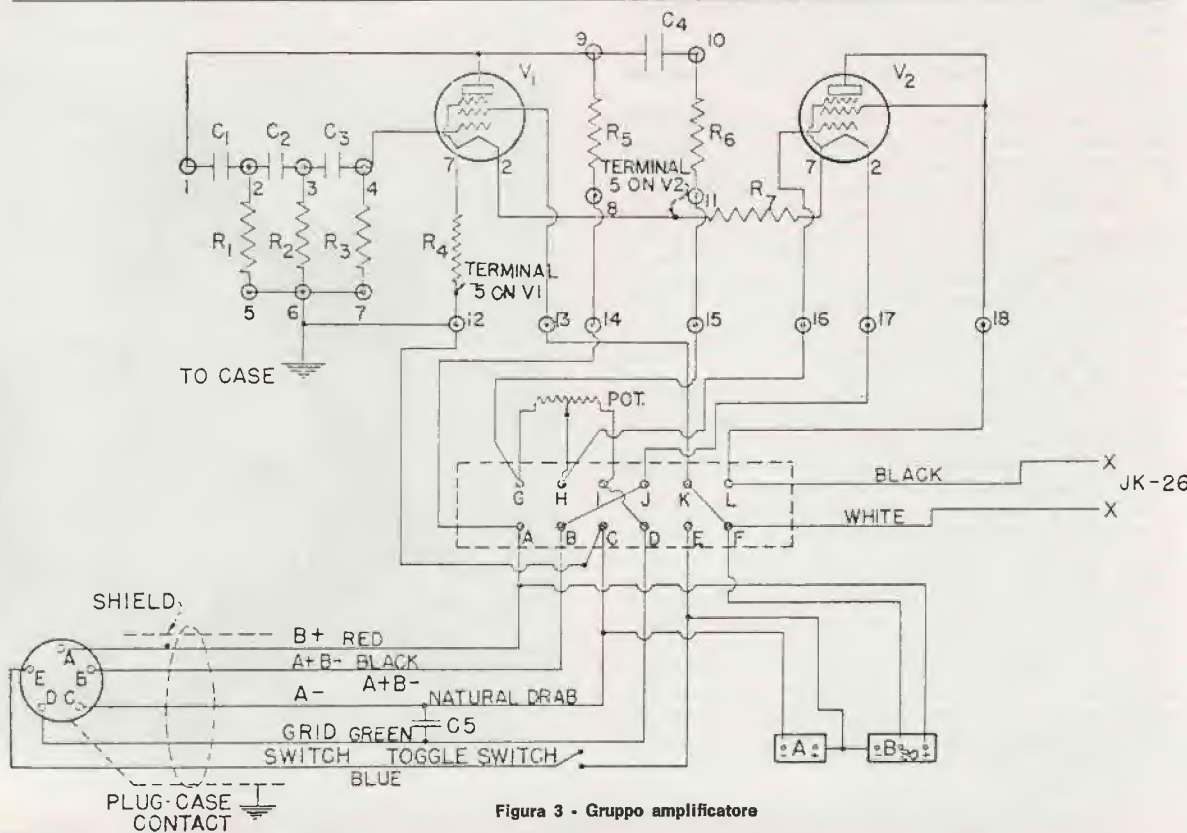 C4
9
10
V1
V2
C1
C2
C3
R5
R6
1
2
3
4
7
2
7
2
TERMINAL
5 ON V2
8
11
R7
R1
R2
R3
R4
TERMINAL
5 ON V1
5
6
7
12
13
14
15
16
17
18
TO CASE
POT.
G
H
I
J
K
L
BLACK
X
JK-26
WHITE
X
A
B
C
D
E
F
SHIELD
B+ RED
A
E
B
D
C
A+B- BLACK
A-
A+B-
NATURAL DRAB
C5
GRID GREEN
SWITCH
TOGGLE SWITCH
BLUE
- A +
- B 90 +
PLUG-CASE
CONTACT
Figura 3 - Gruppo amplificatore